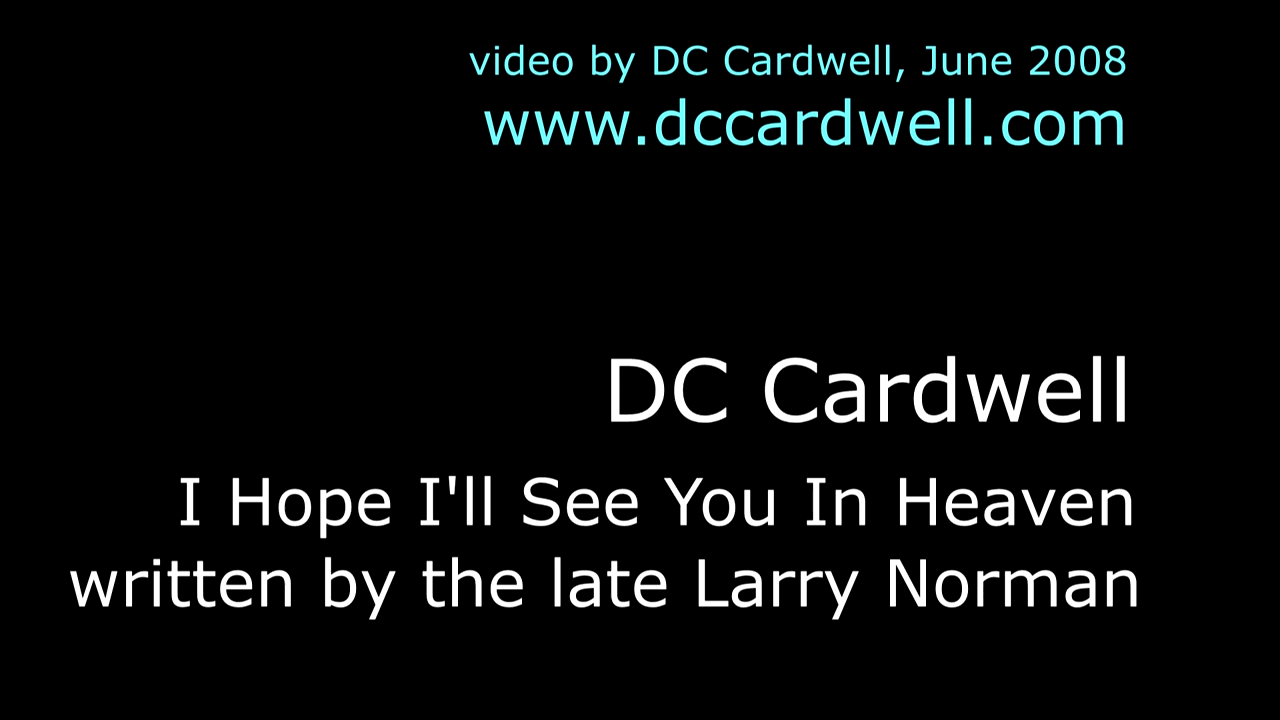 video by DC Cardwell, June 2008
www.dccardwell.com
DC Cardwell
I Hope I'll See You In Heaven
written by the late Larry Norman